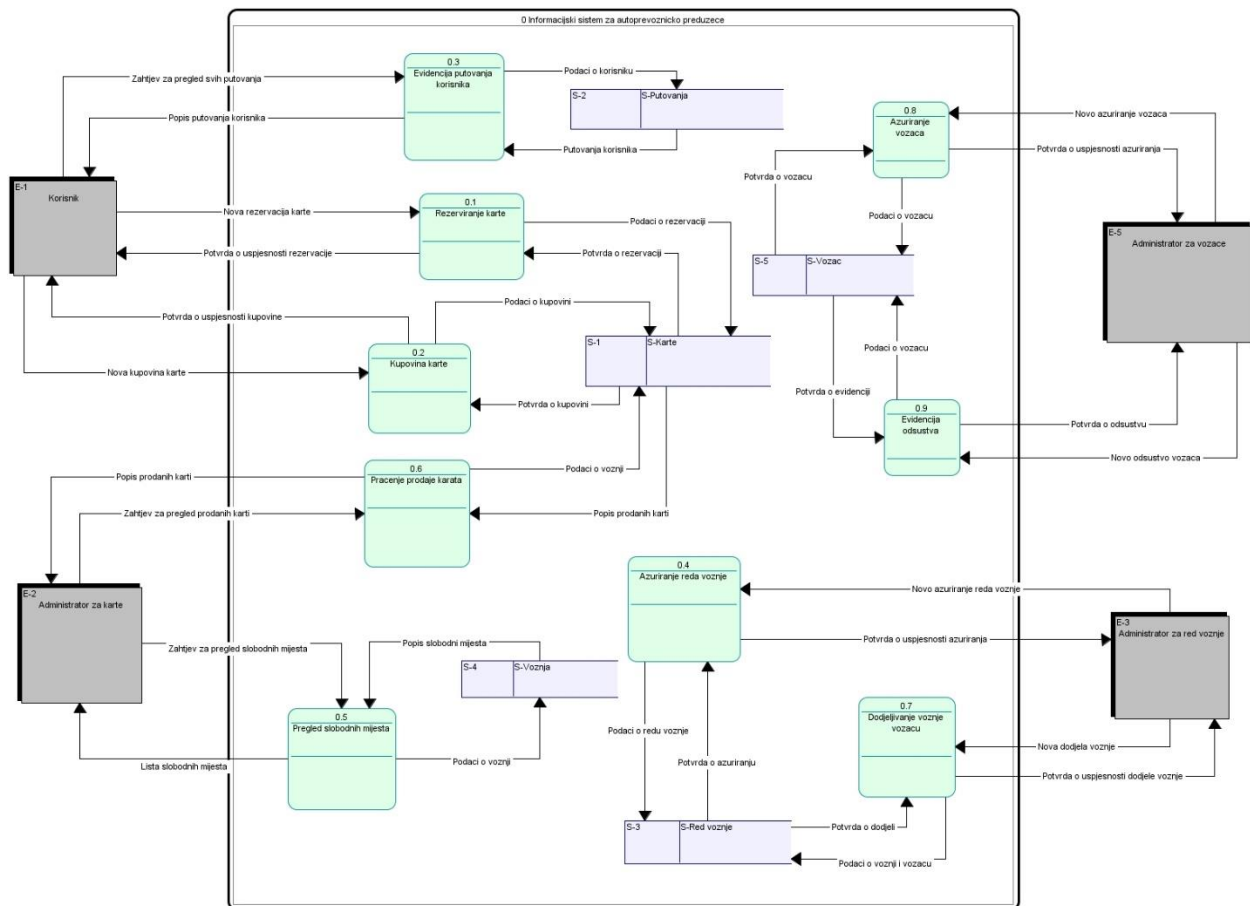 0 Informacijski sistem za autoprevoznicko preduzece
0.3
Evidencija putovanja
korisnika
Zahtjev za pregled svih putovanja
Podaci o korisniku
S-2
S-Putovanja
Popis putovanja korisnika
Putovanja korisnika
0.8
Azuriranje
vozaca
Novo azuriranje vozaca
Potvrda o uspjesnosti azuriranja
Potvrda o vozacu
E-1
Korisnik
0.1
Rezerviranje karte
Nova rezervacija karte
Podaci o rezervaciji
Podaci o vozacu
Potvrda o uspjesnosti rezervacije
Potvrda o rezervaciji
S-5
S-Vozac
E-5
Administrator za vozace
Podaci o kupovini
Potvrda o uspjesnosti kupovine
S-1
S-Karte
0.2
Kupovina karte
Podaci o vozacu
Nova kupovina karte
Potvrda o evidenciji
Potvrda o kupovini
0.9
Evidencija
odsustva
Potvrda o odsustvu
Novo odsustvo vozaca
0.6
Pracenje prodaje karata
Podaci o voznji
Popis prodanih karti
Zahtjev za pregled prodanih karti
Popis prodanih karti
0.4
Azuriranje reda voznje
Novo azuriranje reda voznje
E-2
Administrator za karte
E-3
Administrator za red voznje
Potvrda o uspjesnosti azuriranja
Zahtjev za pregled slobodnih mijesta
Popis slobodni mijesta
S-4
S-Voznja
0.5
Pregled slobodnih mijesta
0.7
Dodjeljivanje voznje
vozacu
Podaci o redu voznje
Nova dodjela voznje
Lista slobodnih mijesta
Podaci o voznji
Potvrda o azuriranju
Potvrda o uspjesnosti dodjele voznje
S-3
S-Red voznje
Potvrda o dodjeli
Podaci o voznji i vozacu